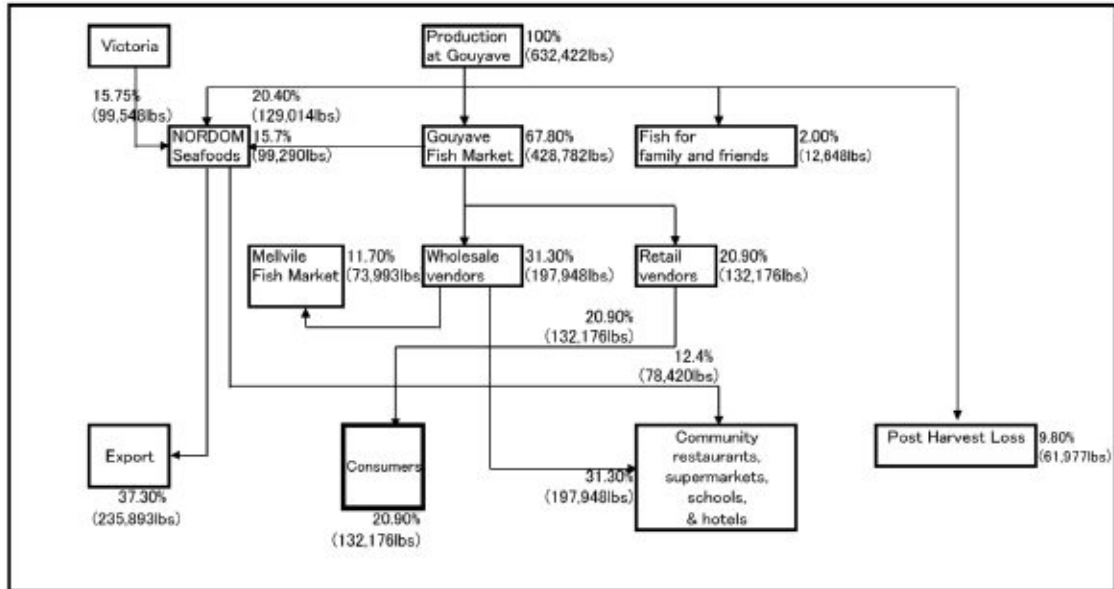 Victoria
Production
at Gouyave
100%
(632,422lbs)
15.75%
(99,548lbs)
20.40%
(129,014lbs)
NORDOM
Seafoods
15.7%
(99,290lbs)
Gouyave
Fish Market
67.80%
(428,782lbs)
Fish for
family and friends
2.00%
(12,648lbs)
Mellvile
Fish Market
11.70%
(73,993lbs)
Wholesale
vendors
31.30%
(197,948lbs)
Retail
vendors
20.90%
(132,176lbs)
20.90%
(132,176lbs)
12.4%
(78,420lbs)
Export
37.30%
(235,893lbs)
Consumers
20.90%
(132,176lbs)
31.30%
(197,948lbs)
Community
restaurants,
supermarkets,
schools,
& hotels
Post Harvest Loss
9.80%
(61,977lbs)